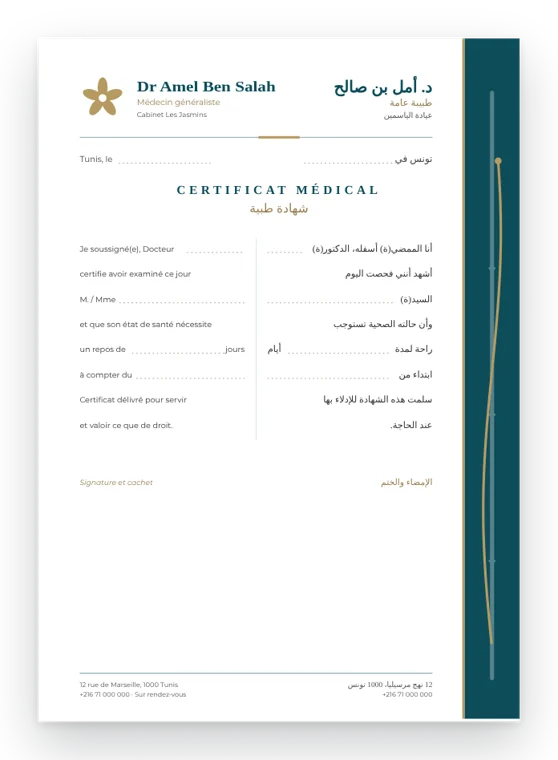 Dr Amel Ben Salah
Médecin généraliste
Cabinet Les Jasmins
د. أمل بن صالح
طبيبة عامة
عيادة الياسمين
Tunis, le
تونس في
CERTIFICAT MÉDICAL
شهادة طبية
Je soussigné(e), Docteur
certifie avoir examiné ce jour
M. / Mme
et que son état de santé nécessite
un repos de jours
à compter du
Certificat délivré pour servir
et valoir ce que de droit.
أنا الممضي(ة) أسفله، الدكتور(ة)
أشهد أنني فحصت اليوم
السيد(ة)
وأن حالته الصحية تستوجب
راحة لمدة أيام
ابتداء من
سلمت هذه الشهادة للإدلاء بها
عند الحاجة.
Signature et cachet
الإمضاء والختم
12 rue de Marseille, 1000 Tunis
+216 71 000 000 · Sur rendez-vous
12 نهج مرسيليا، 1000 تونس
+216 71 000 000